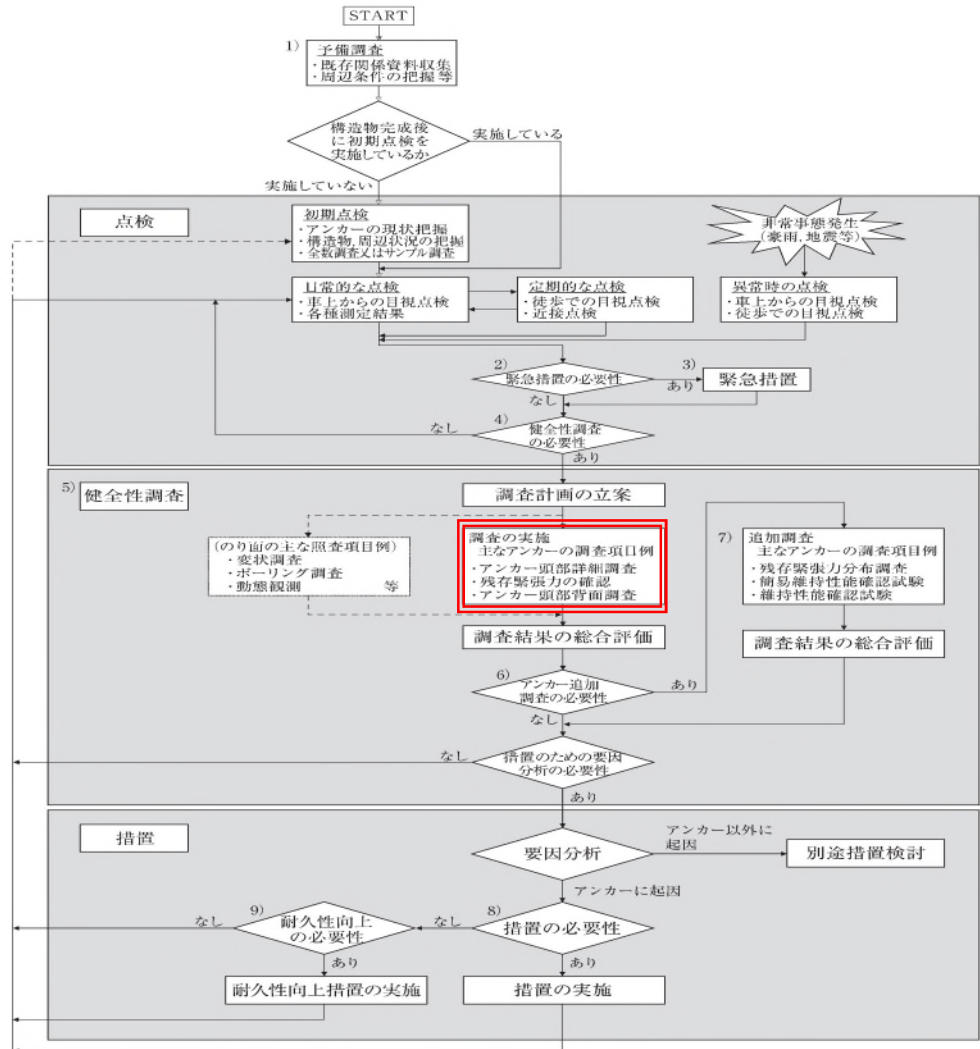 START
1)
予備調査
・既存関係資料収集
・周辺条件の把握等
構造物完成後
に初期点検を
実施しているか
実施している
実施していない
点検
初期点検
・アンカーの現状把握
・構造物,周辺状況の把握
・全数調査又はサンプル調査
非常事態発生
(豪雨,地震等)
日常的な点検
・車上からの目視点検
・各種測定結果
定期的な点検
・徒歩での目視点検
・近接点検
異常時の点検
・車上からの目視点検
・徒歩での目視点検
2)
緊急措置の必要性
あり
3)
緊急措置
なし
4)
健全性調査
の必要性
なし
あり
5)
健全性調査
調査計画の立案
(のり面の主な照査項目例)
・変状調査
・ボーリング調査
・動態観測 等
調査の実施
主なアンカーの調査項目例
・アンカー頭部詳細調査
・残存緊張力の確認
・アンカー頭部背面調査
7)
追加調査
主なアンカーの調査項目例
・残存緊張力分布調査
・簡易維持性能確認試験
・維持性能確認試験
調査結果の総合評価
調査結果の総合評価
6)
アンカー追加
調査の必要性
あり
なし
措置のための要因
分析の必要性
なし
あり
措置
要因分析
アンカー以外に
起因
別途措置検討
アンカーに起因
8)
措置の必要性
なし
9)
耐久性向上
の必要性
なし
あり
あり
耐久性向上措置の実施
措置の実施